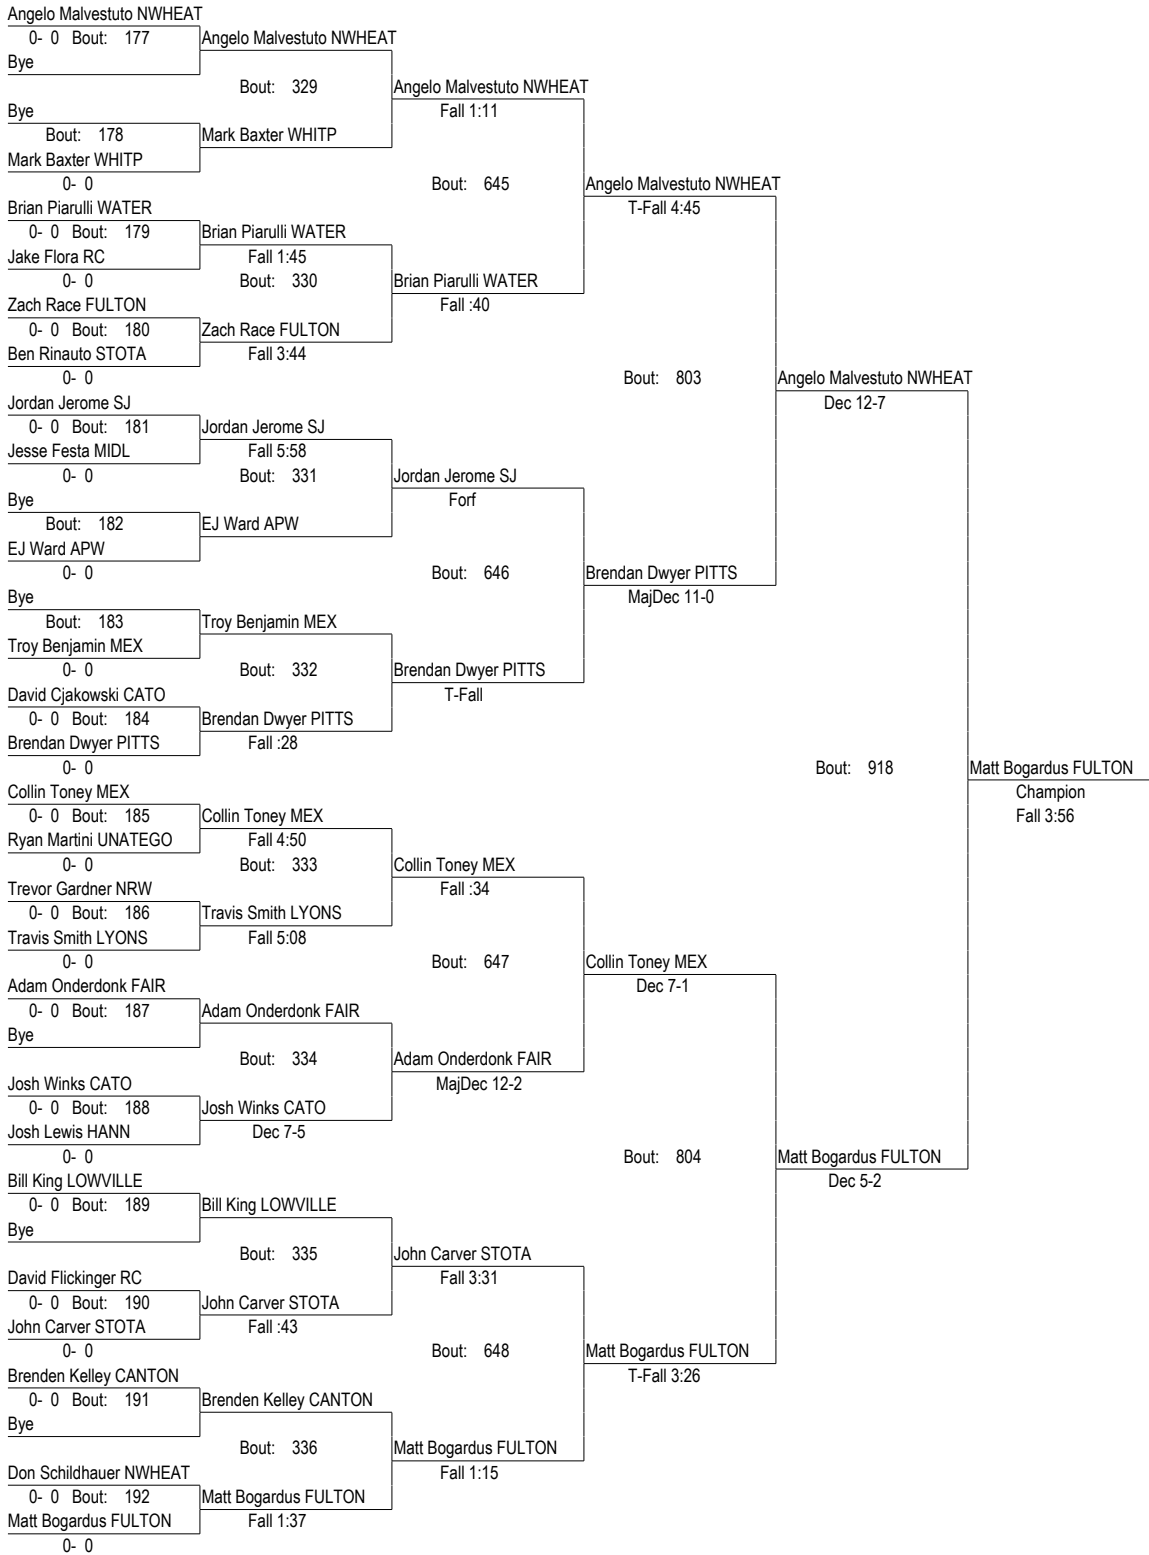 Angelo Malvestuto NWHEAT
0- 0 Bout: 177 Angelo Malvestuto NWHEAT
Bye
Bout: 329 Angelo Malvestuto NWHEAT
Bye Fall 1:11
Bout: 178 Mark Baxter WHITP
Mark Baxter WHITP
0- 0 Bout: 645 Angelo Malvestuto NWHEAT
Brian Piarulli WATER T-Fall 4:45
0- 0 Bout: 179 Brian Piarulli WATER
Jake Flora RC Fall 1:45
0- 0 Bout: 330 Brian Piarulli WATER
Zach Race FULTON Fall :40
0- 0 Bout: 180 Zach Race FULTON
Ben Rinauto STOTA Fall 3:44
0- 0 Bout: 803 Angelo Malvestuto NWHEAT
Jordan Jerome SJ Dec 12-7
0- 0 Bout: 181 Jordan Jerome SJ
Jesse Festa MIDL Fall 5:58
0- 0 Bout: 331 Jordan Jerome SJ
Bye Forf
Bout: 182 EJ Ward APW
EJ Ward APW
0- 0 Bout: 646 Brendan Dwyer PITTS
Bye MajDec 11-0
Bout: 183 Troy Benjamin MEX
Troy Benjamin MEX
0- 0 Bout: 332 Brendan Dwyer PITTS
David Cjakowski CATO T-Fall
0- 0 Bout: 184 Brendan Dwyer PITTS
Brendan Dwyer PITTS Fall :28
0- 0 Bout: 918 Matt Bogardus FULTON
Collin Toney MEX Champion
0- 0 Bout: 185 Collin Toney MEX Fall 3:56
Ryan Martini UNATEGO Fall 4:50
0- 0 Bout: 333 Collin Toney MEX
Trevor Gardner NRW Fall :34
0- 0 Bout: 186 Travis Smith LYONS
Travis Smith LYONS Fall 5:08
0- 0 Bout: 647 Collin Toney MEX
Adam Onderdonk FAIR Dec 7-1
0- 0 Bout: 187 Adam Onderdonk FAIR
Bye
Bout: 334 Adam Onderdonk FAIR
Josh Winks CATO MajDec 12-2
0- 0 Bout: 188 Josh Winks CATO
Josh Lewis HANN Dec 7-5
0- 0 Bout: 804 Matt Bogardus FULTON
Bill King LOWVILLE Dec 5-2
0- 0 Bout: 189 Bill King LOWVILLE
Bye
Bout: 335 John Carver STOTA
David Flickinger RC Fall 3:31
0- 0 Bout: 190 John Carver STOTA
John Carver STOTA Fall :43
0- 0 Bout: 648 Matt Bogardus FULTON
Brenden Kelley CANTON T-Fall 3:26
0- 0 Bout: 191 Brenden Kelley CANTON
Bye
Bout: 336 Matt Bogardus FULTON
Don Schildhauer NWHEAT Fall 1:15
0- 0 Bout: 192 Matt Bogardus FULTON
Matt Bogardus FULTON Fall 1:37
0- 0